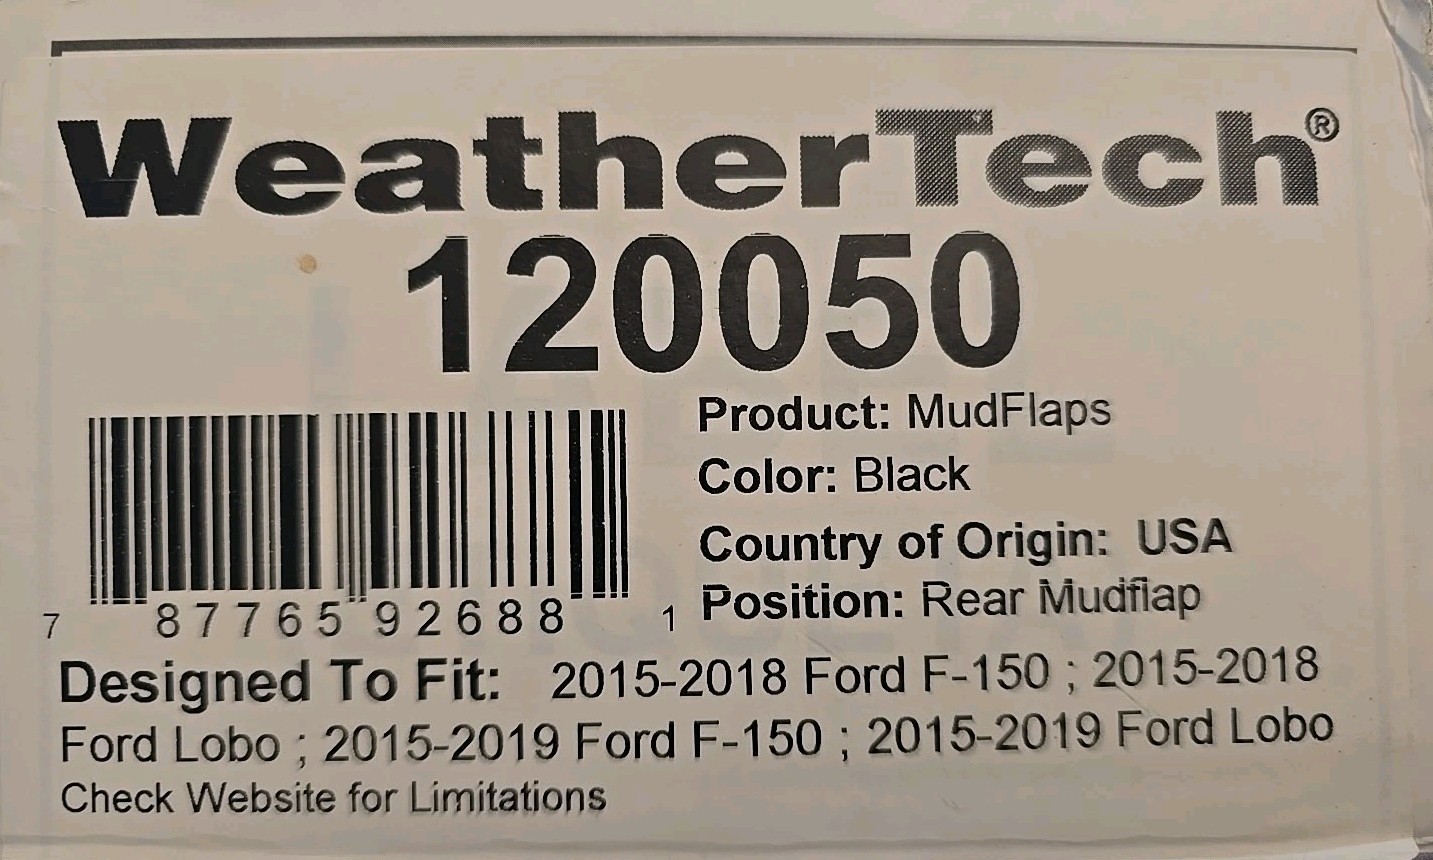 WeatherTech®
120050
Product: MudFlaps
Color: Black
Country of Origin: USA
Position: Rear Mudflap
7 87765 92688 1
Designed To Fit: 2015-2018 Ford F-150 ; 2015-2018
Ford Lobo ; 2015-2019 Ford F-150 ; 2015-2019 Ford Lobo
Check Website for Limitations